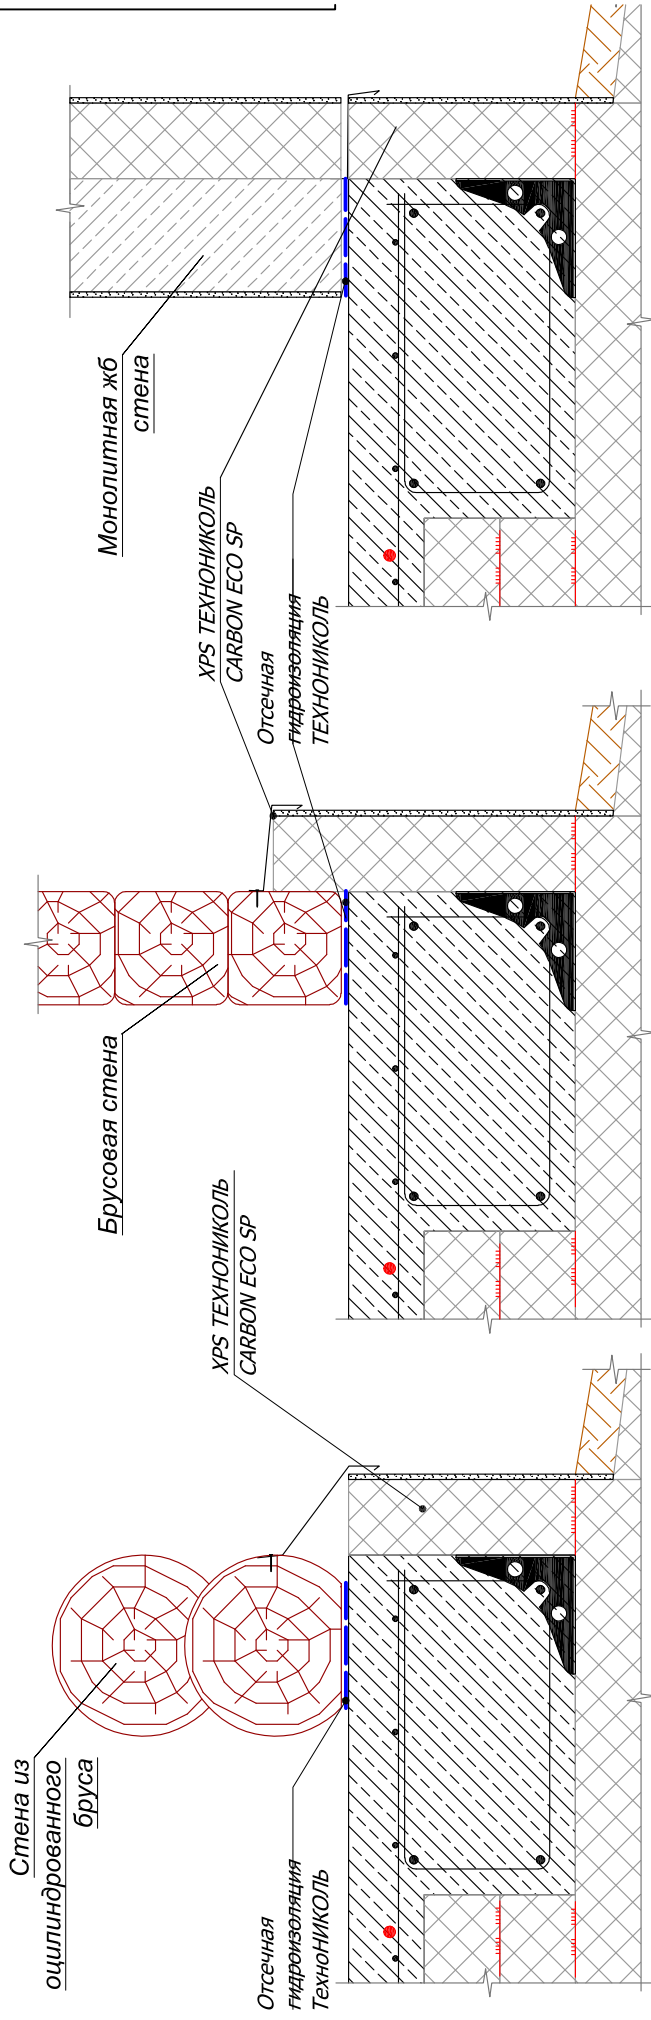 Монолитная жб
стена
XPS ТЕХНОНИКОЛЬ
CARBON ECO SP
Отсечная
гидроизоляция
ТЕХНОНИКОЛЬ
Брусовая стена
XPS ТЕХНОНИКОЛЬ
CARBON ECO SP
Стена из
оцилиндрованного
бруса
Отсечная
гидроизоляция
ТехноНИКОЛЬ